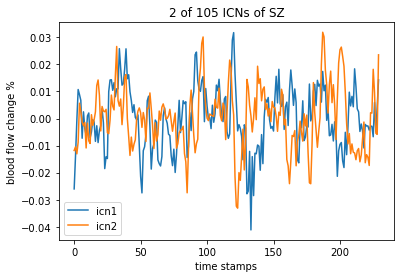 2 of 105 ICNs of SZ
blood flow change %
0.03
0.02
0.01
0.00
−0.01
−0.02
−0.03
−0.04
icn1
icn2
0 50 100 150 200
time stamps